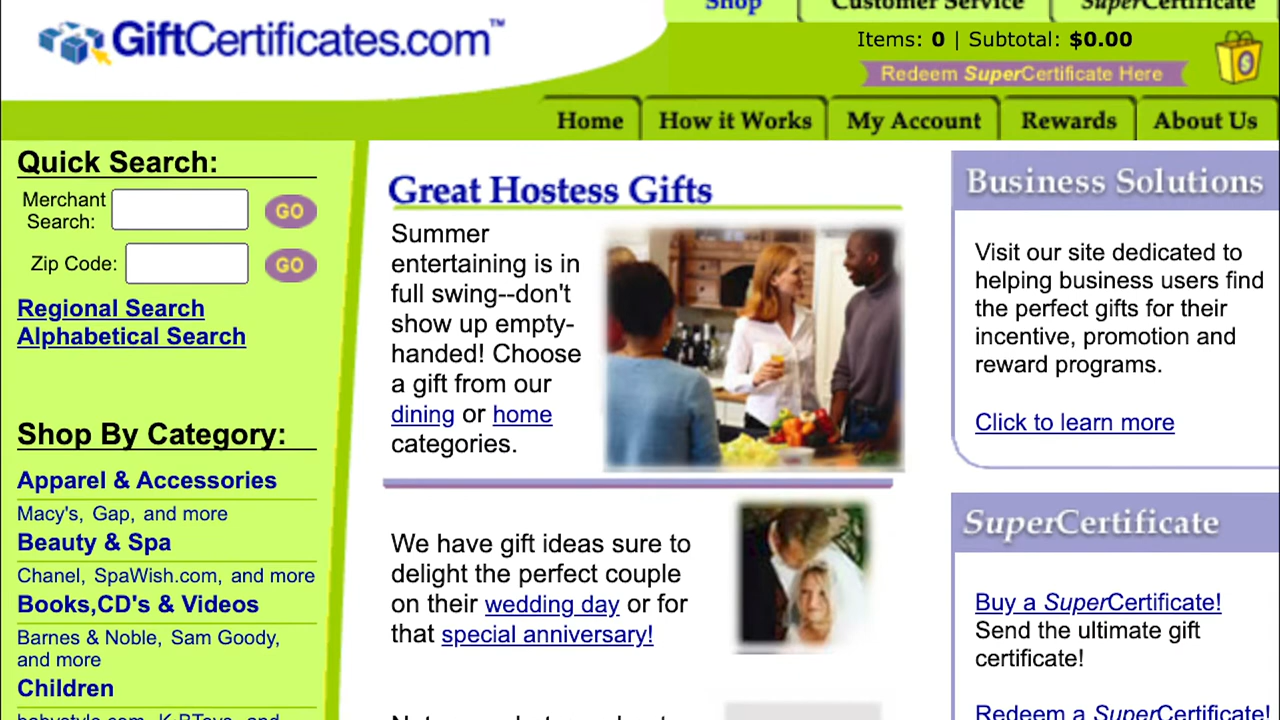 Shop
Customer Service
SuperCertificate
GiftCertificates.com™
Items: 0 | Subtotal: $0.00
Redeem SuperCertificate Here
Home
How it Works
My Account
Rewards
About Us
Quick Search:
Merchant
Search:
GO
Zip Code:
GO
Regional Search
Alphabetical Search
Shop By Category:
Apparel & Accessories
Macy's, Gap, and more
Beauty & Spa
Chanel, SpaWish.com, and more
Books,CD's & Videos
Barnes & Noble, Sam Goody,
and more
Children
babystyle.com, K-B Toys, and
Great Hostess Gifts
Summer
entertaining is in
full swing--don't
show up empty-
handed! Choose
a gift from our
dining or home
categories.
We have gift ideas sure to
delight the perfect couple
on their wedding day or for
that special anniversary!
Business Solutions
Visit our site dedicated to
helping business users find
the perfect gifts for their
incentive, promotion and
reward programs.
Click to learn more
SuperCertificate
Buy a SuperCertificate!
Send the ultimate gift
certificate!
Redeem a SuperCertificate!